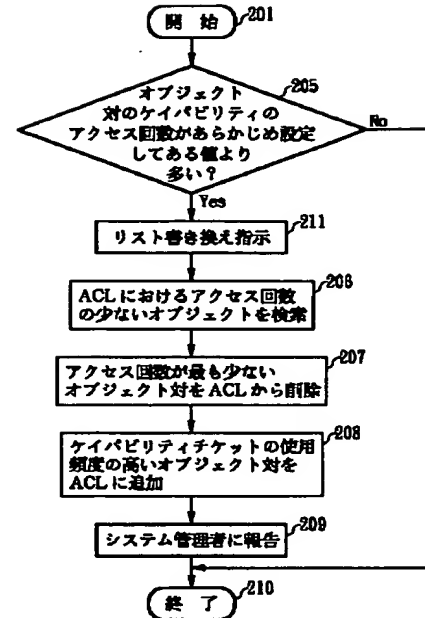 開 始
201
オブジェクト
対のケイパビリティの
アクセス回数があらかじめ設定
してある値より
多い？
205
No
Yes
リスト書き換え指示
211
ACLにおけるアクセス回数
の少ないオブジェクトを検索
206
アクセス回数が最も少ない
オブジェクト対をACLから削除
207
ケイパビリティチケットの使用
頻度の高いオブジェクト対を
ACLに追加
208
システム管理者に報告
209
終 了
210